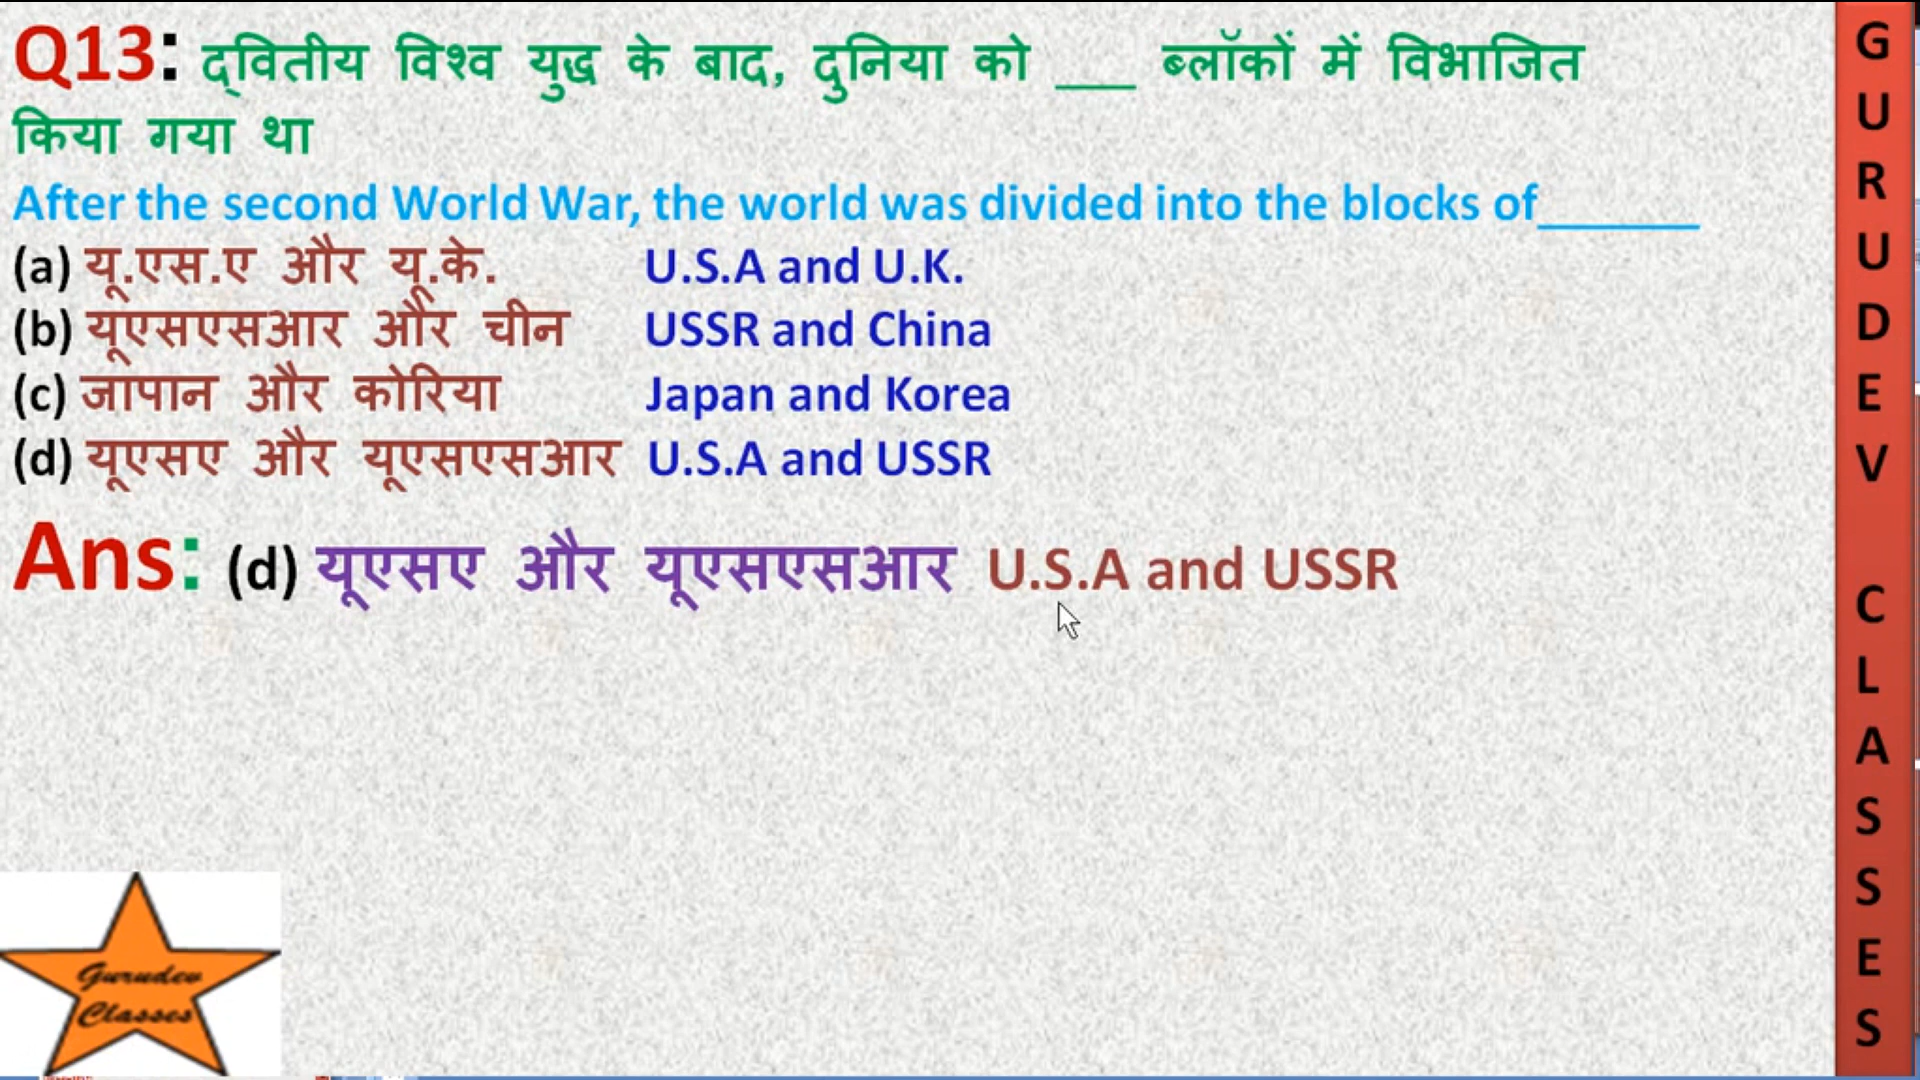 Q13: द्वितीय विश्व युद्ध के बाद, दुनिया को ___ ब्लॉकों में विभाजित
किया गया था
After the second World War, the world was divided into the blocks of_______
(a) यू.एस.ए और यू.के. U.S.A and U.K.
(b) यूएसएसआर और चीन USSR and China
(c) जापान और कोरिया Japan and Korea
(d) यूएसए और यूएसएसआर U.S.A and USSR
Ans: (d) यूएसए और यूएसएसआर U.S.A and USSR
Gurudev
Classes
GURUDEV CLASSES